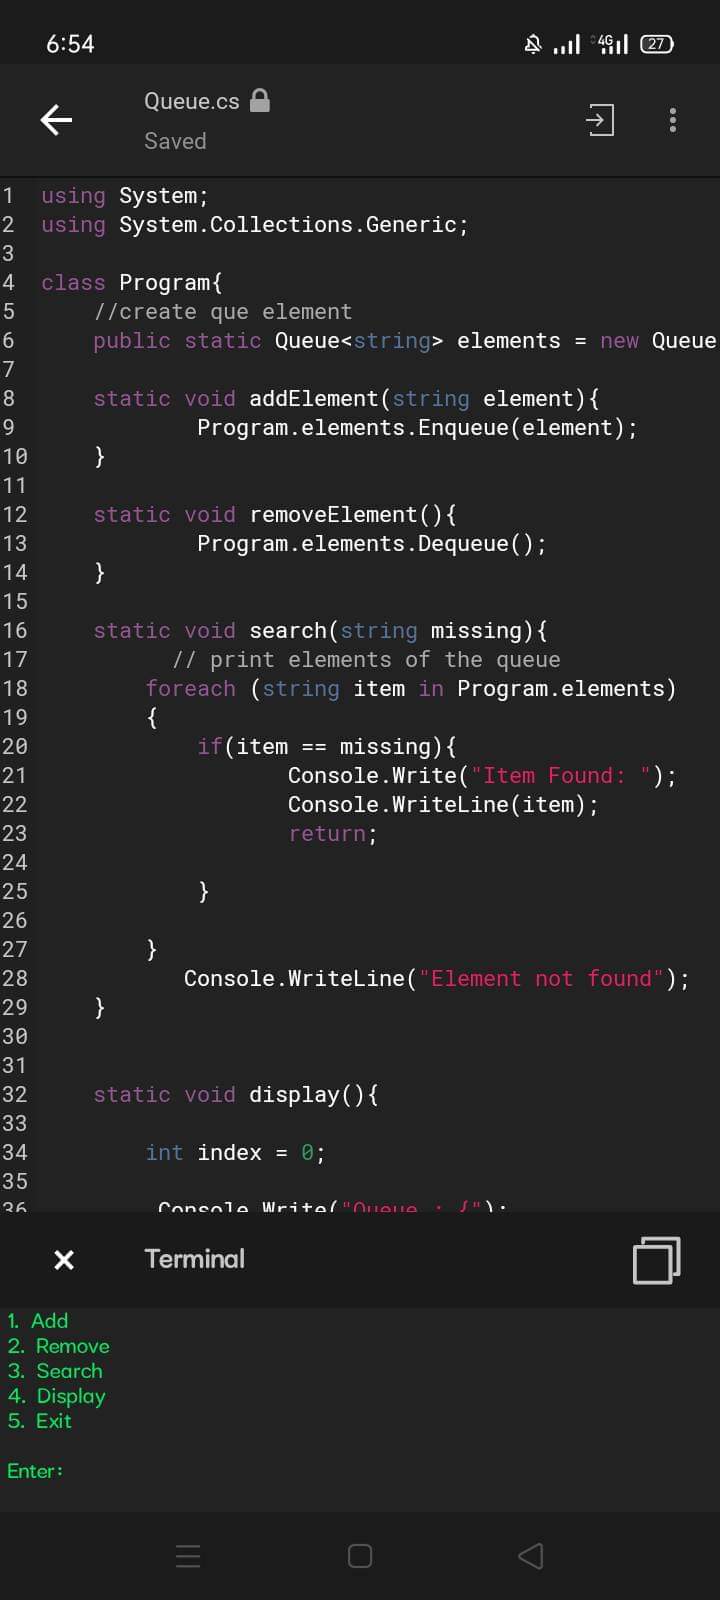 6:54
4G
27
Queue.cs
Saved
1 using System;
2 using System.Collections.Generic;
3
4 class Program{
5 //create que element
6 public static Queue<string> elements = new Queue
7
8 static void addElement(string element){
9 Program.elements.Enqueue(element);
10 }
11
12 static void removeElement(){
13 Program.elements.Dequeue();
14 }
15
16 static void search(string missing){
17 // print elements of the queue
18 foreach (string item in Program.elements)
19 {
20 if(item == missing){
21 Console.Write("Item Found: ");
22 Console.WriteLine(item);
23 return;
24
25 }
26
27 }
28 Console.WriteLine("Element not found");
29 }
30
31
32 static void display(){
33
34 int index = 0;
35
36 Console.Write("Queue : {");
Terminal
1. Add
2. Remove
3. Search
4. Display
5. Exit
Enter: